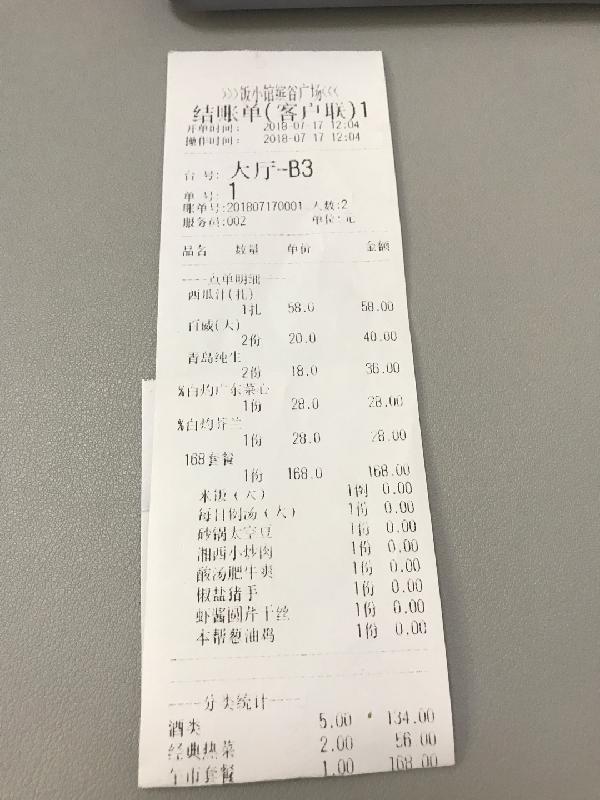 >>>饭小馆缤谷广场<<<
结账单(客户联)1
开单时间: 2018-07-17 12:04
操作时间: 2018-07-17 12:04
台 号: 大厅-B3
单 号: 1
账单号:201807170001 人数:2
服务码:002 单位:元
品名 数量 单价 金额
----点单明细----
西瓜汁(扎)
1扎 58.0 58.00
百威(大)
2份 20.0 40.00
青岛纯生
2份 18.0 36.00
%白灼广东菜心
1份 28.0 28.00
%白灼芥兰
1份 28.0 28.00
168套餐
1份 168.0 168.00
米饭(大) 1例 0.00
每日例汤(大) 1份 0.00
砂锅太空豆 1份 0.00
湘西小炒肉 1份 0.00
酸汤肥牛爽 1份 0.00
椒盐猪手 1份 0.00
虾酱圆芹干丝 1份 0.00
本帮葱油鸡 1份 0.00
----分类统计----
酒类 5.00 134.00
经典热菜 2.00 56.00
午市套餐 1.00 168.00